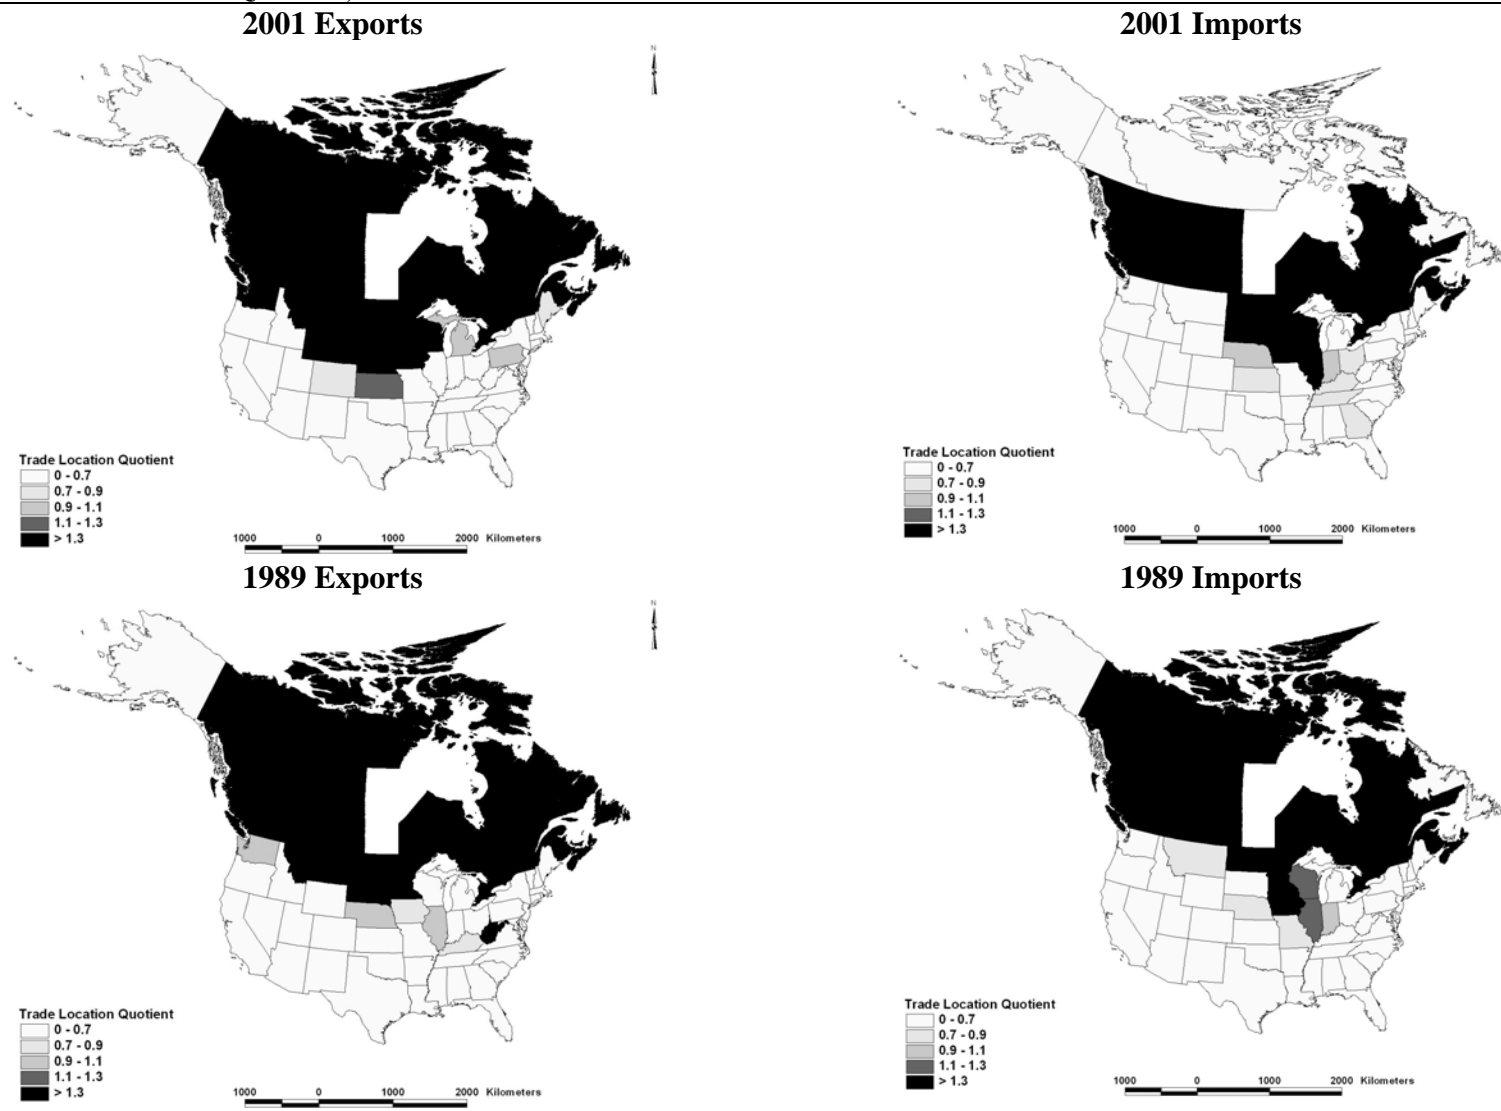 2001 Exports
2001 Imports
N
Trade Location Quotient
0 - 0.7
0.7 - 0.9
0.9 - 1.1
1.1 - 1.3
> 1.3
1000 0 1000 2000 Kilometers
Trade Location Quotient
0 - 0.7
0.7 - 0.9
0.9 - 1.1
1.1 - 1.3
> 1.3
1000 0 1000 2000 Kilometers
1989 Exports
1989 Imports
N
Trade Location Quotient
0 - 0.7
0.7 - 0.9
0.9 - 1.1
1.1 - 1.3
> 1.3
1000 0 1000 2000 Kilometers
Trade Location Quotient
0 - 0.7
0.7 - 0.9
0.9 - 1.1
1.1 - 1.3
> 1.3
1000 0 1000 2000 Kilometers